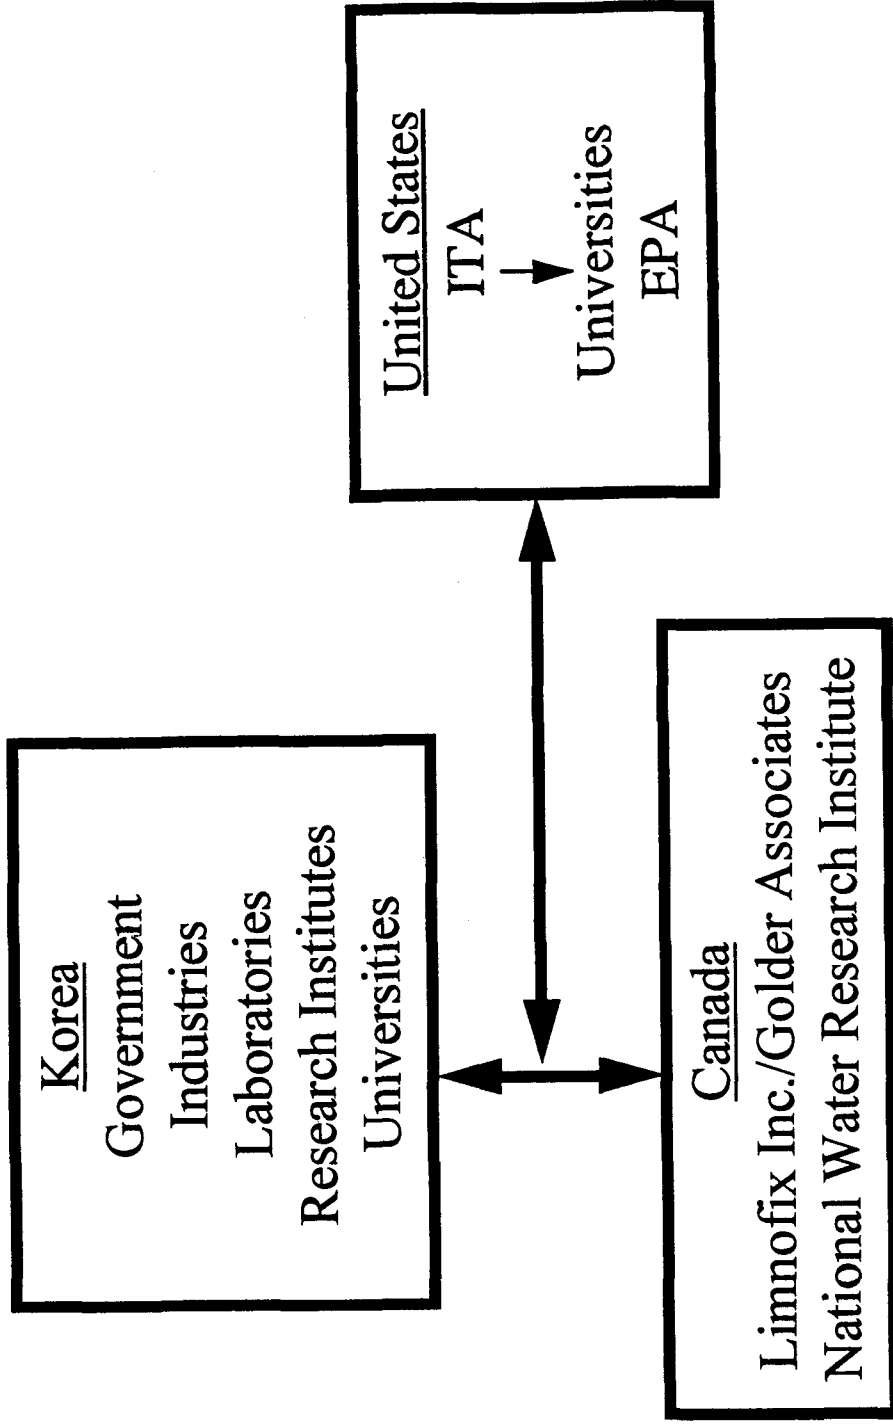 Korea
Government
Industries
Laboratories
Research Institutes
Universities
United States
ITA
Universities
EPA
Canada
Limnofix Inc./Golder Associates
National Water Research Institute